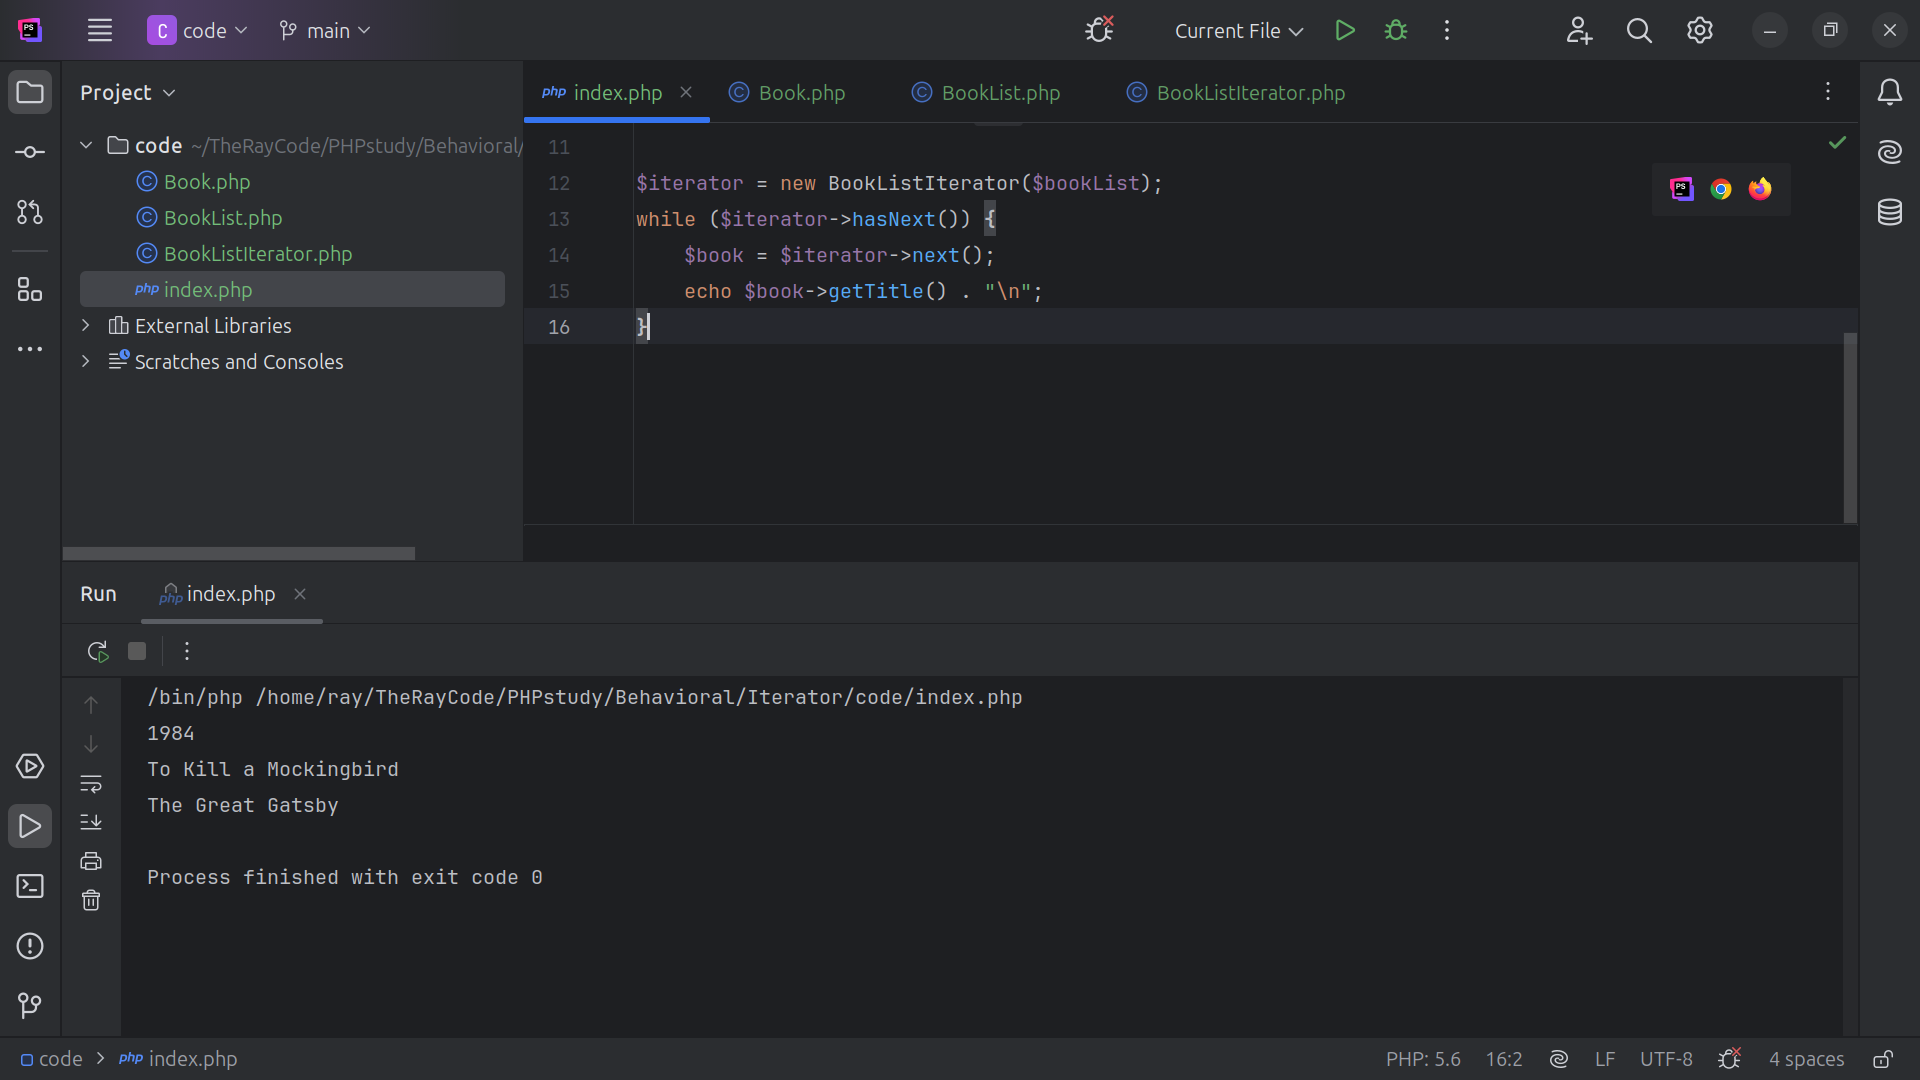 C code main Current File
Project
index.php Book.php BookList.php BookListIterator.php
code ~/TheRayCode/PHPstudy/Behavioral/
Book.php
BookList.php
BookListIterator.php
php index.php
External Libraries
Scratches and Consoles
11
12 $iterator = new BookListIterator($bookList);
13 while ($iterator->hasNext()) {
14     $book = $iterator->next();
15     echo $book->getTitle() . "\n";
16 }
Run php index.php
/bin/php /home/ray/TheRayCode/PHPstudy/Behavioral/Iterator/code/index.php
1984
To Kill a Mockingbird
The Great Gatsby
Process finished with exit code 0
code > php index.php PHP: 5.6 16:2 LF UTF-8 4 spaces